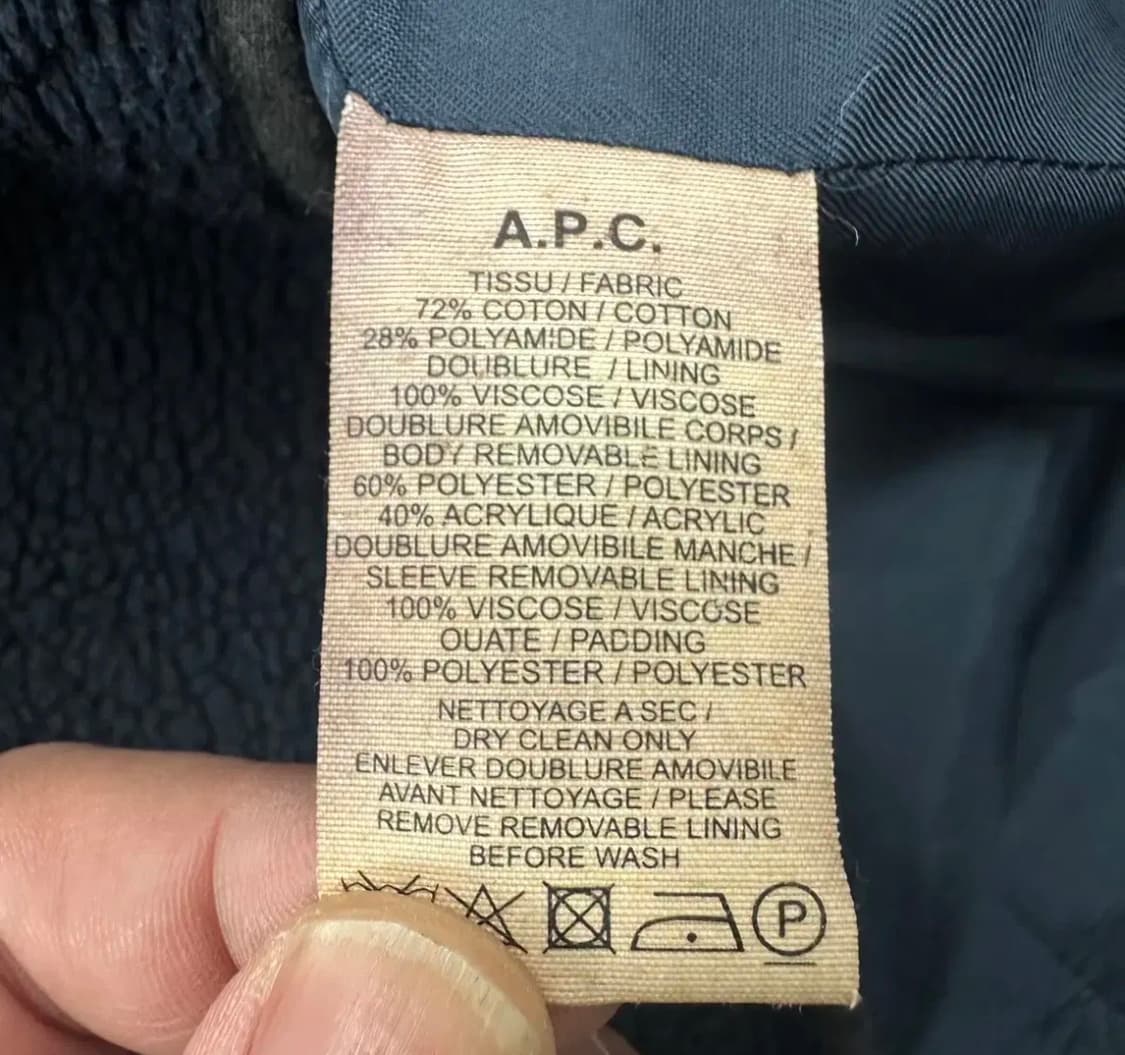 A.P.C.
TISSU / FABRIC
72% COTON / COTTON
28% POLYAMIDE / POLYAMIDE
DOUBLURE / LINING
100% VISCOSE / VISCOSE
DOUBLURE AMOVIBILE CORPS /
BODY REMOVABLE LINING
60% POLYESTER / POLYESTER
40% ACRYLIQUE / ACRYLIC
DOUBLURE AMOVIBILE MANCHE /
SLEEVE REMOVABLE LINING
100% VISCOSE / VISCOSE
OUATE / PADDING
100% POLYESTER / POLYESTER
NETTOYAGE A SEC /
DRY CLEAN ONLY
ENLEVER DOUBLURE AMOVIBILE
AVANT NETTOYAGE / PLEASE
REMOVE REMOVABLE LINING
BEFORE WASH
P